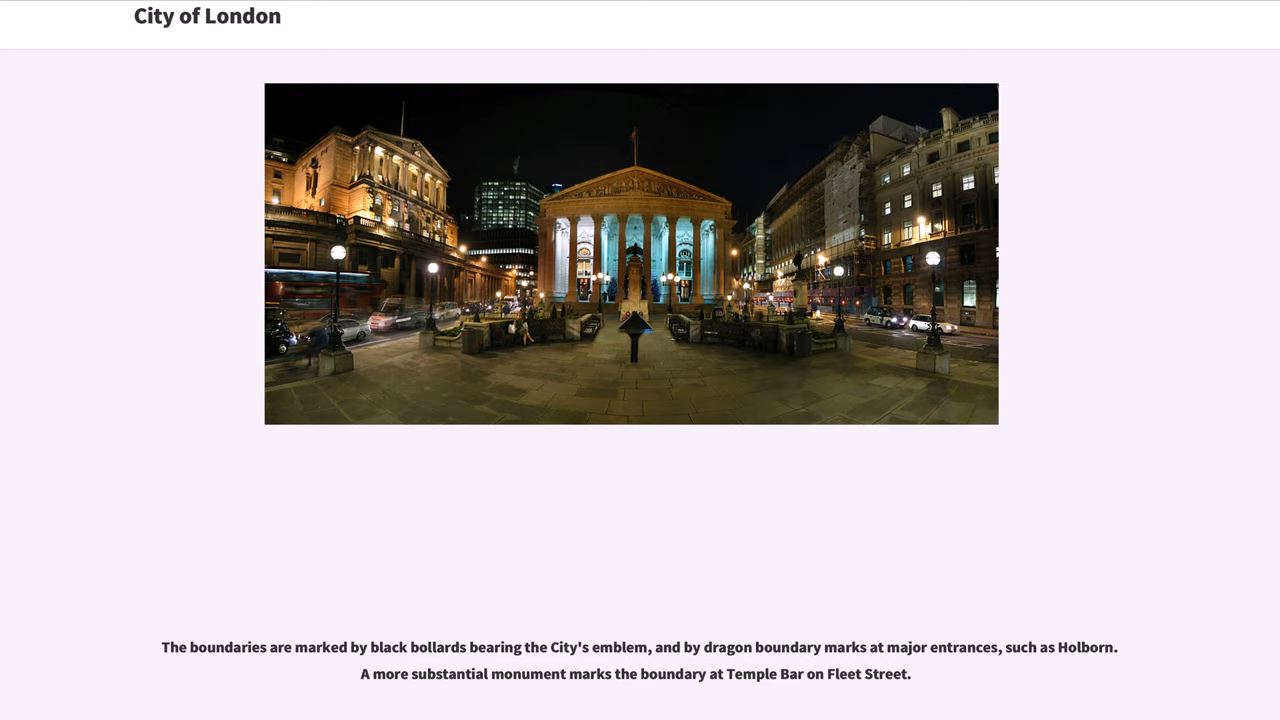 City of London
The boundaries are marked by black bollards bearing the City's emblem, and by dragon boundary marks at major entrances, such as Holborn.
A more substantial monument marks the boundary at Temple Bar on Fleet Street.